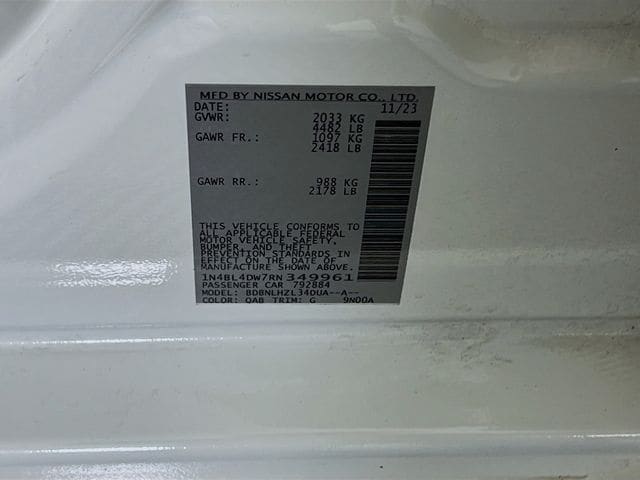 MFD BY NISSAN MOTOR CO., LTD.
DATE: 11/23
GVWR: 2033 KG
4482 LB
GAWR FR.: 1097 KG
2418 LB
GAWR RR.: 988 KG
2178 LB
THIS VEHICLE CONFORMS TO
ALL APPLICABLE FEDERAL
MOTOR VEHICLE SAFETY,
BUMPER, AND THEFT
PREVENTION STANDARDS IN
EFFECT ON THE DATE OF
MANUFACTURE SHOWN ABOVE.
1N4BL4DW7RN349961
PASSENGER CAR 792884
MODEL: BDBNLHZL34DUA--A--
COLOR: QAB TRIM: G 9N00A